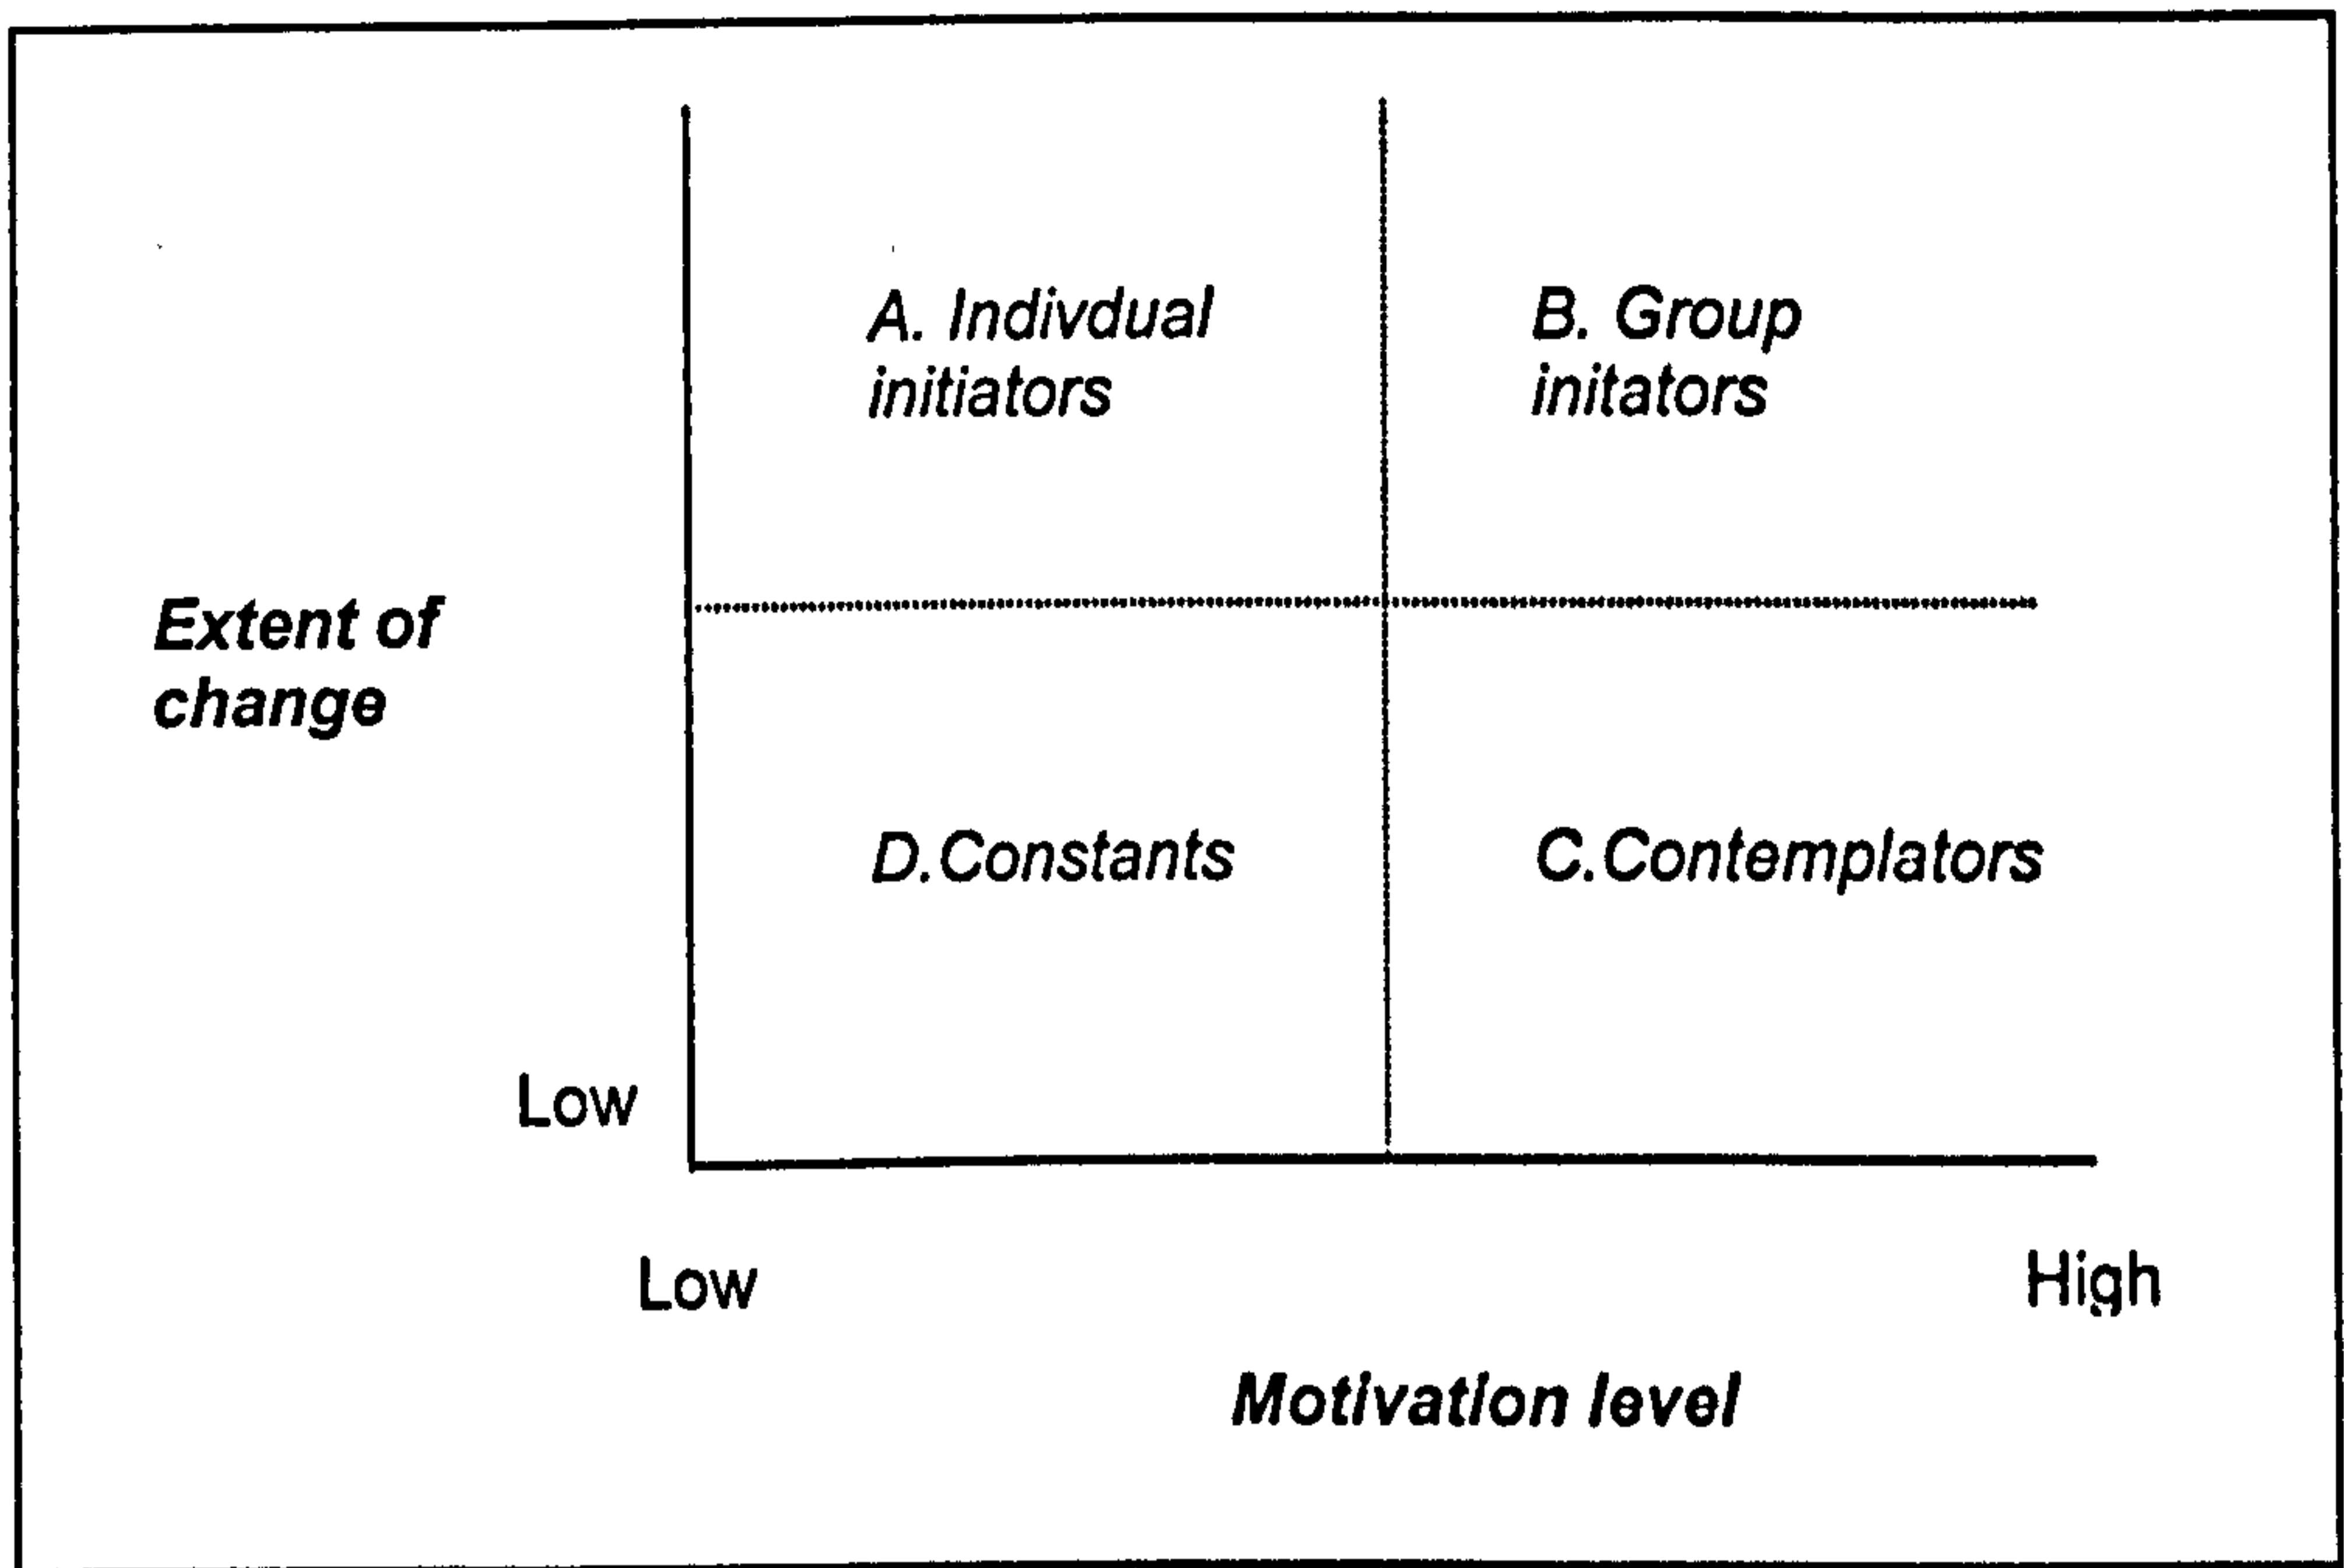 A. Indivdual
initiators
B. Group
initators
Extent of
change
D.Constants
C.Contemplators
Low
Low
High
Motivation level